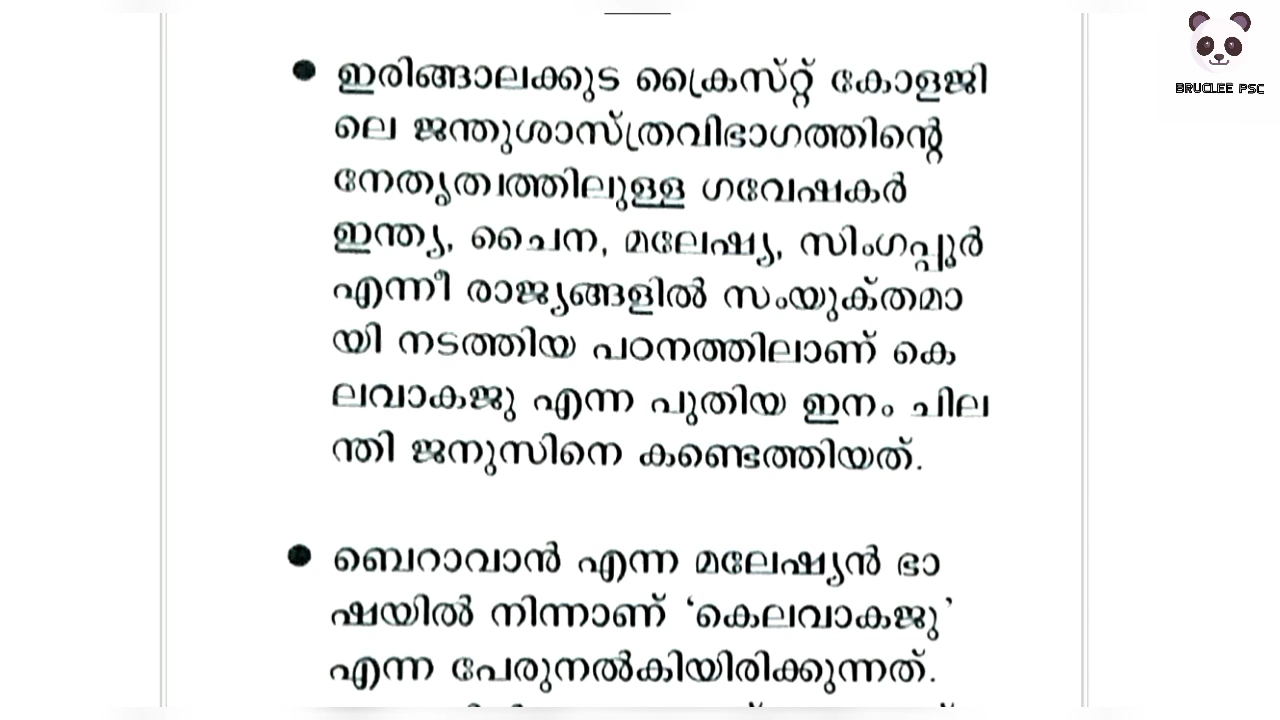 ഇരിങ്ങാലക്കുട ക്രൈസ്റ്റ് കോളജി
ലെ ജന്തുശാസ്ത്രവിഭാഗത്തിന്റെ
നേതൃത്വത്തിലുള്ള ഗവേഷകർ
ഇന്ത്യ, ചൈന, മലേഷ്യ, സിംഗപ്പൂർ
എന്നീ രാജ്യങ്ങളിൽ സംയുക്തമാ
യി നടത്തിയ പഠനത്തിലാണ് കെ
ലവാകജു എന്ന പുതിയ ഇനം ചില
ന്തി ജനുസിനെ കണ്ടെത്തിയത്.
ബെറാവാൻ എന്ന മലേഷ്യൻ ഭാ
ഷയിൽ നിന്നാണ് ‘കെലവാകജു’
എന്ന പേരുനൽകിയിരിക്കുന്നത്.
BRUCLEE PSC